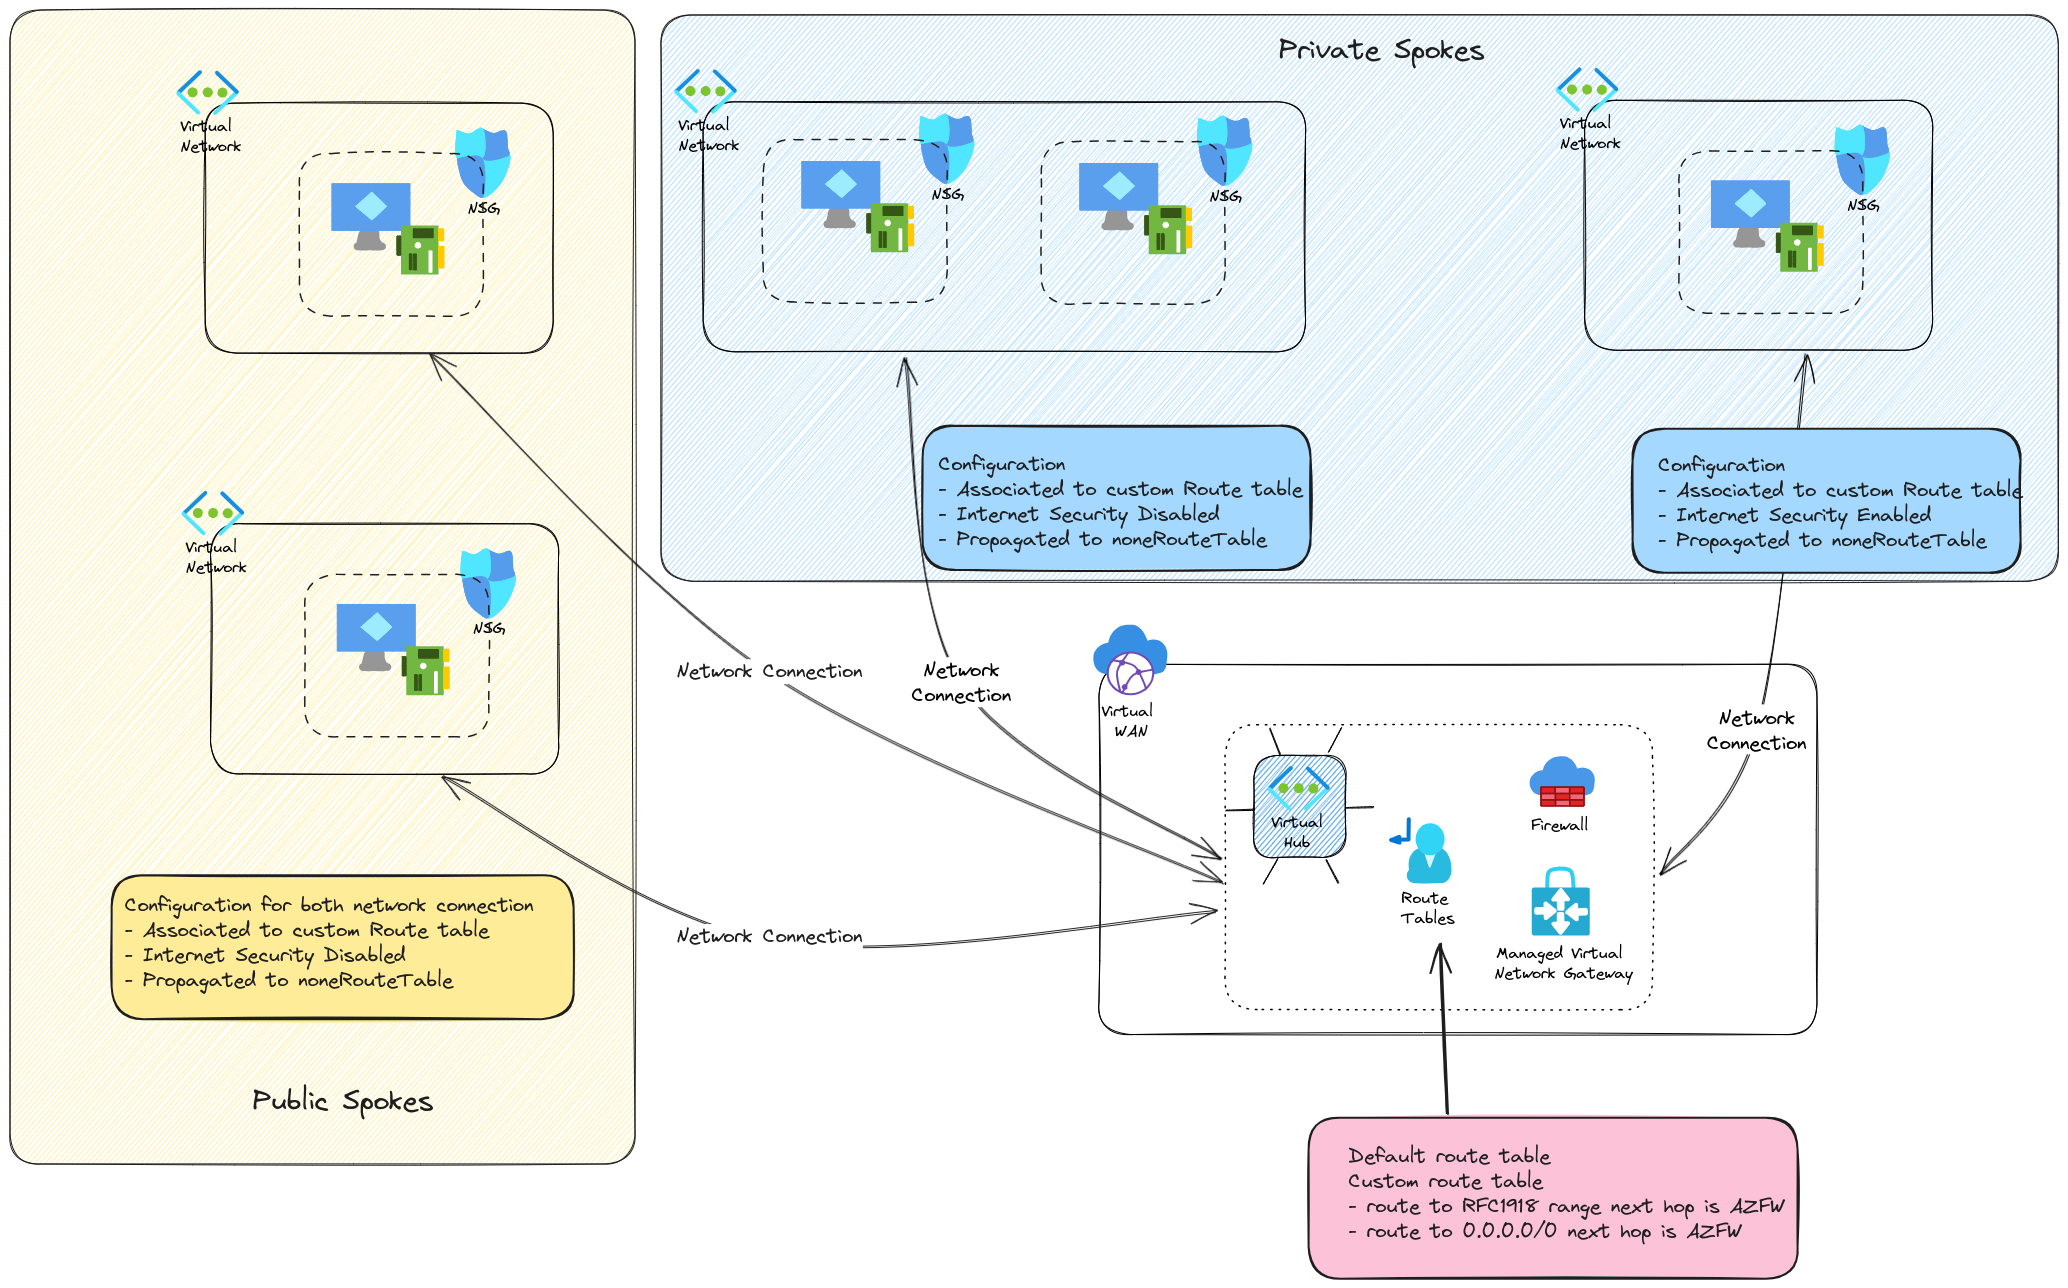 Private Spokes
Virtual
Network
NSG
Virtual
Network
NSG
NSG
Virtual
Network
NSG
Configuration
- Associated to custom Route table
- Internet Security Disabled
- Propagated to noneRouteTable
Configuration
- Associated to custom Route table
- Internet Security Enabled
- Propagated to noneRouteTable
Virtual
Network
NSG
Network Connection
Network
Connection
Network
Connection
Virtual
WAN
Virtual
Hub
Firewall
Route
Tables
Managed Virtual
Network Gateway
Configuration for both network connection
- Associated to custom Route table
- Internet Security Disabled
- Propagated to noneRouteTable
Network Connection
Public Spokes
Default route table
Custom route table
- route to RFC1918 range next hop is AZFW
- route to 0.0.0.0/0 next hop is AZFW